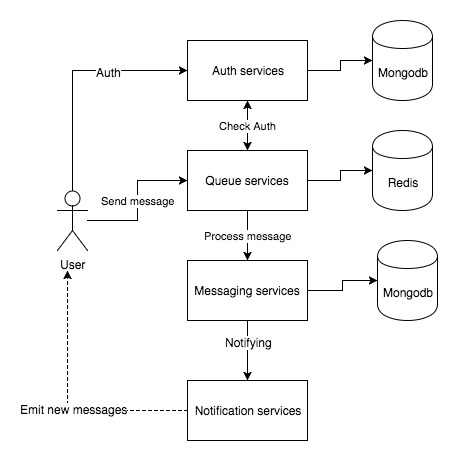 Auth
Auth services
Mongodb
Check Auth
Send message
Queue services
Redis
Process message
User
Messaging services
Mongodb
Notifying
Emit new messages
Notification services